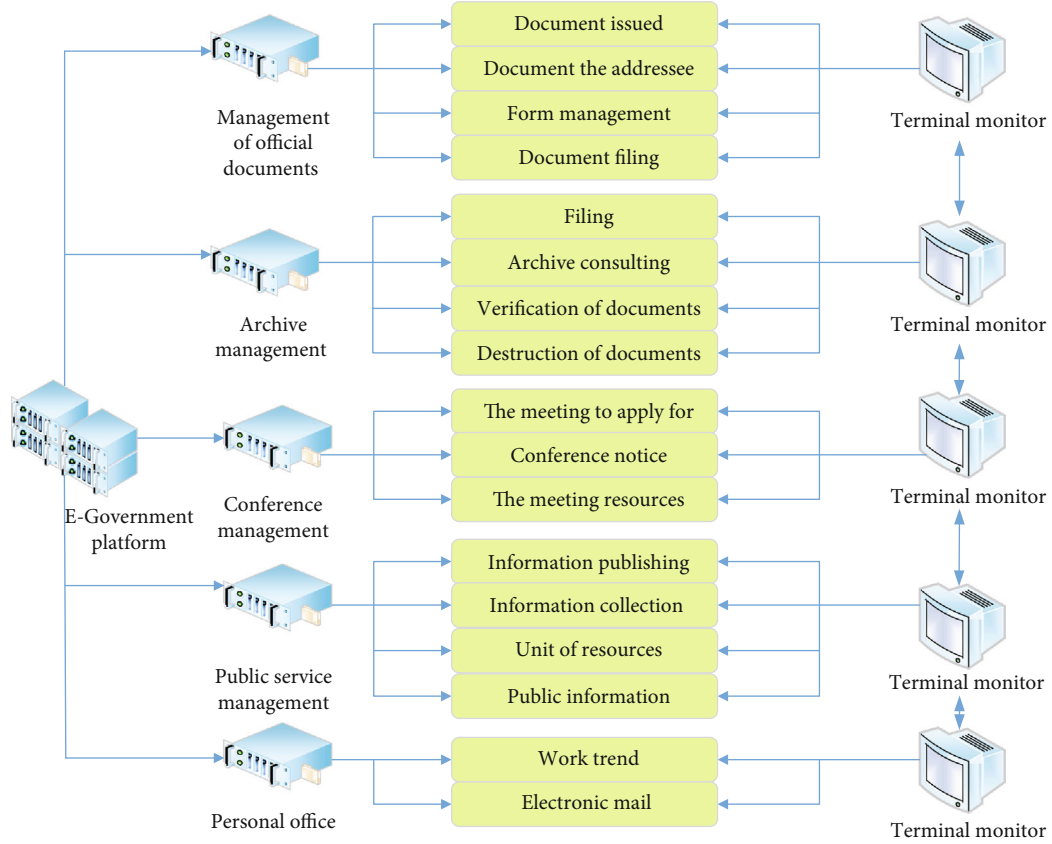 Document issued
Document the addressee
Form management
Document filing
Management
of official
documents
Terminal monitor
Filing
Archive consulting
Verification of documents
Destruction of documents
Archive
management
Terminal monitor
The meeting to apply for
Conference notice
The meeting resources
E-Government
platform
Conference
management
Terminal monitor
Information publishing
Information collection
Unit of resources
Public information
Public service
management
Terminal monitor
Work trend
Electronic mail
Personal office
Terminal monitor